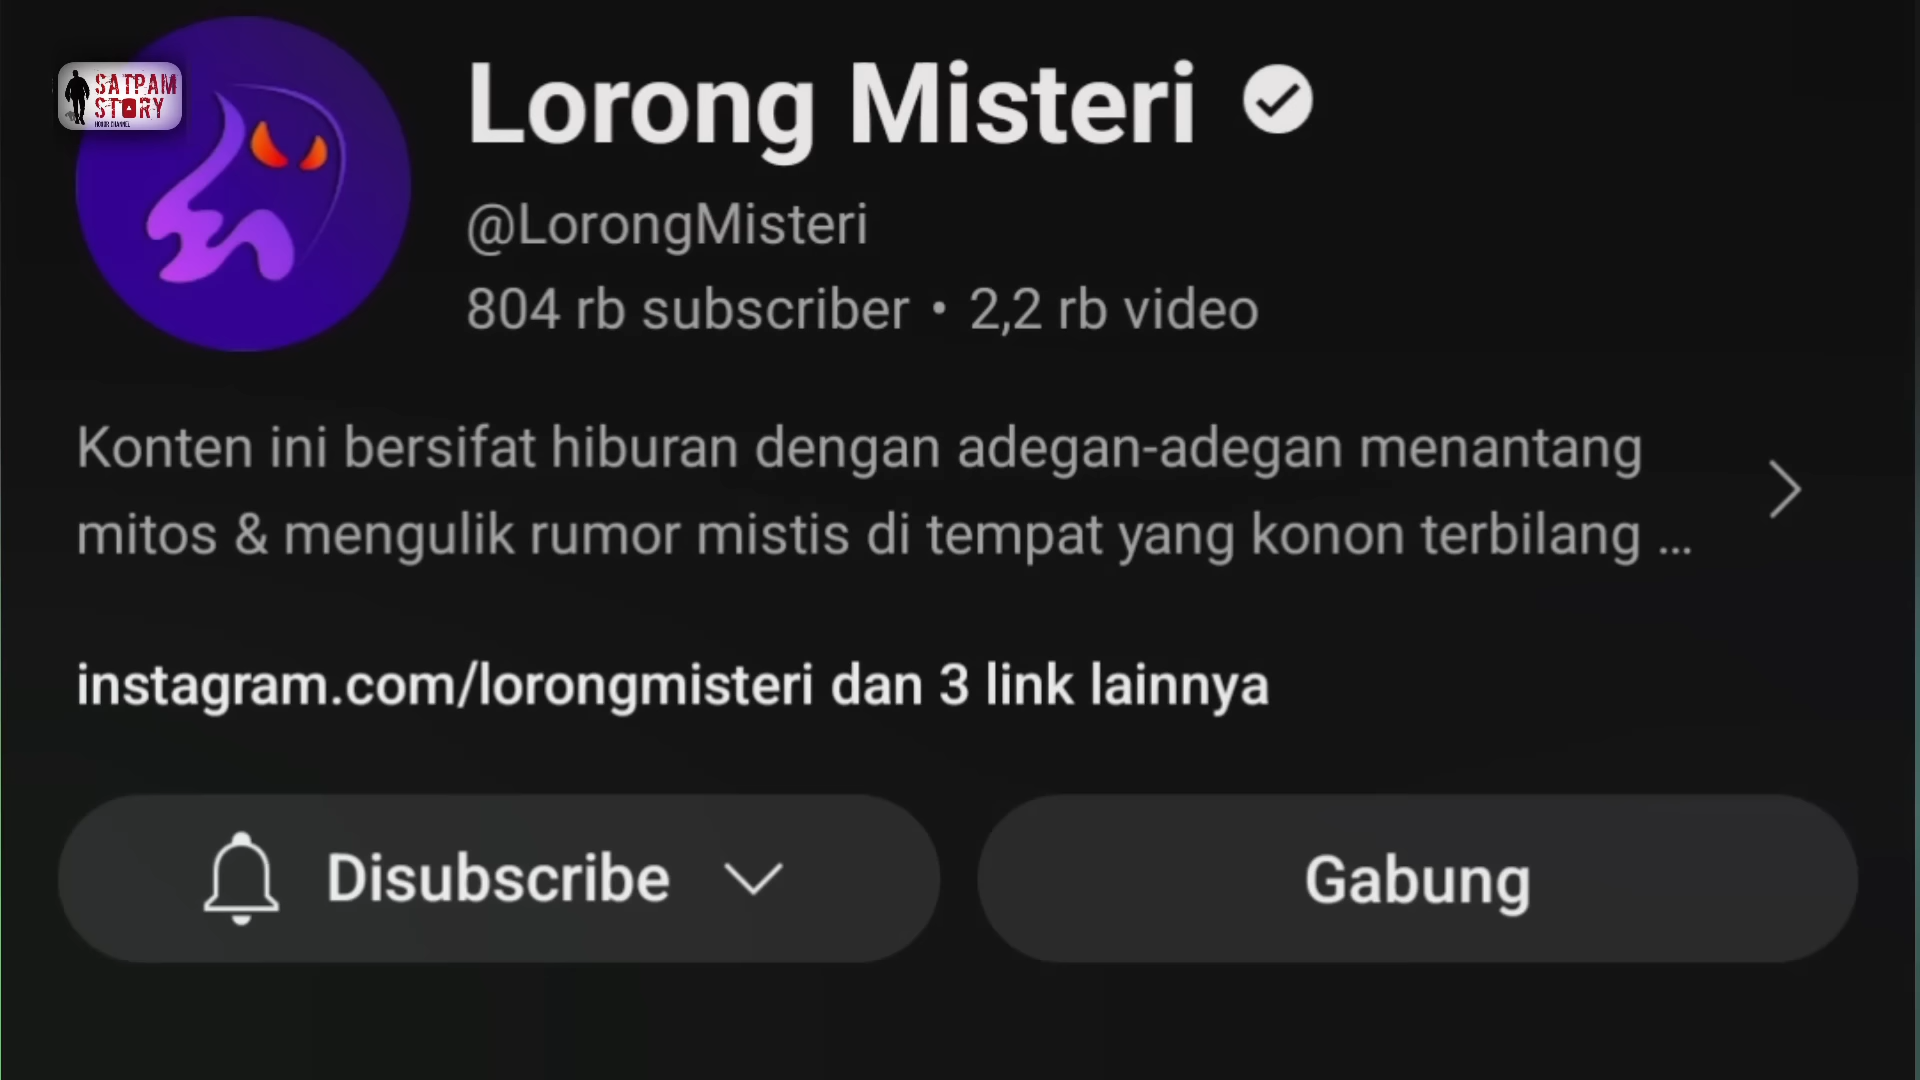 SATPAM
STORY
HOROR CHANNEL
Lorong Misteri
@LorongMisteri
804 rb subscriber • 2,2 rb video
Konten ini bersifat hiburan dengan adegan-adegan menantang
mitos & mengulik rumor mistis di tempat yang konon terbilang ...
instagram.com/lorongmisteri dan 3 link lainnya
Disubscribe
Gabung